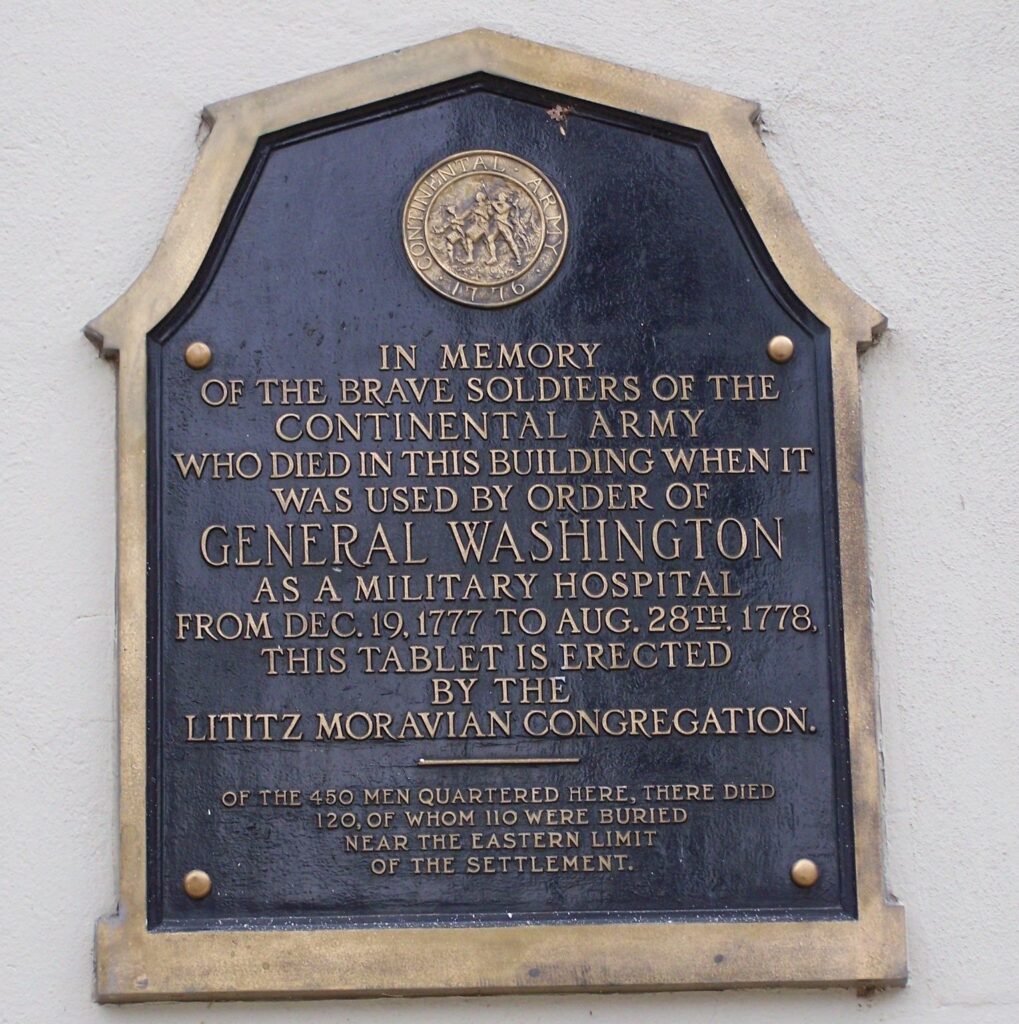 CONTINENTAL · ARMY · 1776 ·
IN MEMORY
OF THE BRAVE SOLDIERS OF THE
CONTINENTAL ARMY
WHO DIED IN THIS BUILDING WHEN IT
WAS USED BY ORDER OF
GENERAL WASHINGTON
AS A MILITARY HOSPITAL
FROM DEC. 19, 1777 TO AUG. 28TH, 1778,
THIS TABLET IS ERECTED
BY THE
LITITZ MORAVIAN CONGREGATION.
OF THE 450 MEN QUARTERED HERE, THERE DIED
120, OF WHOM 110 WERE BURIED
NEAR THE EASTERN LIMIT
OF THE SETTLEMENT.